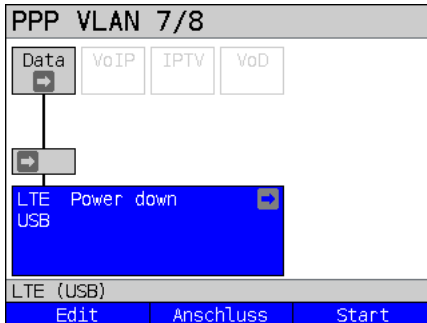 PPP VLAN 7/8
Data VoIP IPTV VoD
LTE Power down
USB
LTE (USB)
Edit Anschluss Start